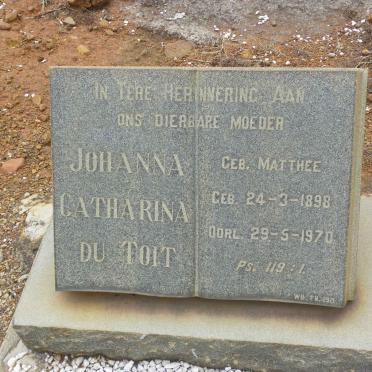 IN TERE HERINNERING AAN
ONS DIERBARE MOEDER
JOHANNA
CATHARINA
DU TOIT
GEB. MATTHEE
GEB. 24-3-1898
OORL. 29-5-1970
PS. 119:1.